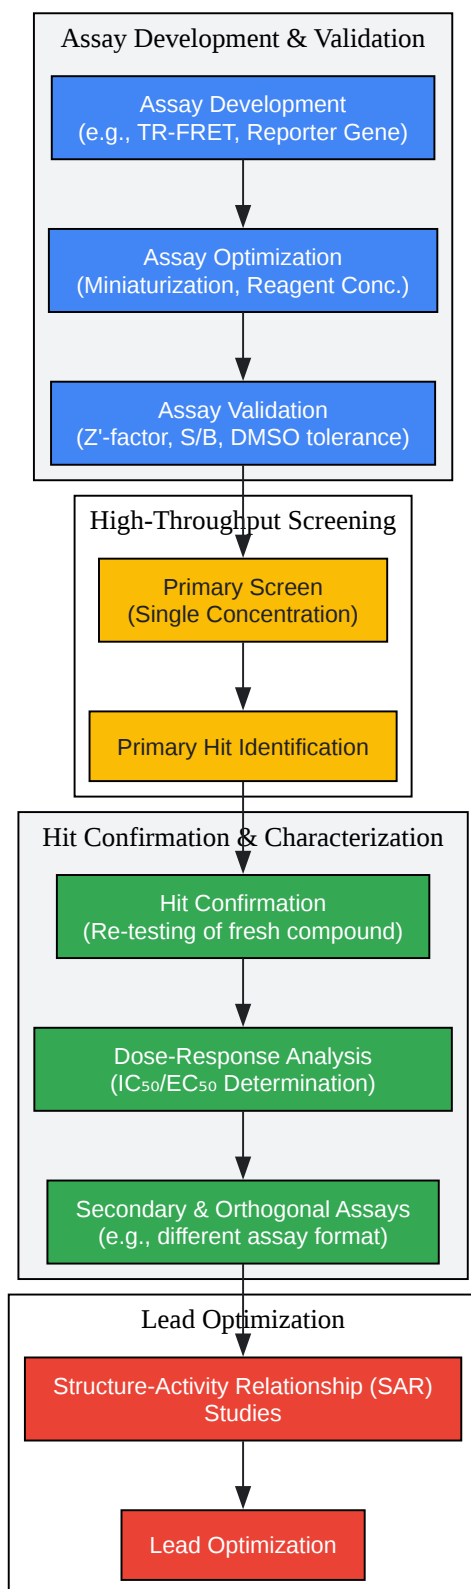 Assay Development & Validation
Assay Development
(e.g., TR-FRET, Reporter Gene)
Assay Optimization
(Miniaturization, Reagent Conc.)
Assay Validation
(Z'-factor, S/B, DMSO tolerance)
High-Throughput Screening
Primary Screen
(Single Concentration)
Primary Hit Identification
Hit Confirmation & Characterization
Hit Confirmation
(Re-testing of fresh compound)
Dose-Response Analysis
(IC₅₀/EC₅₀ Determination)
Secondary & Orthogonal Assays
(e.g., different assay format)
Lead Optimization
Structure-Activity Relationship (SAR)
Studies
Lead Optimization